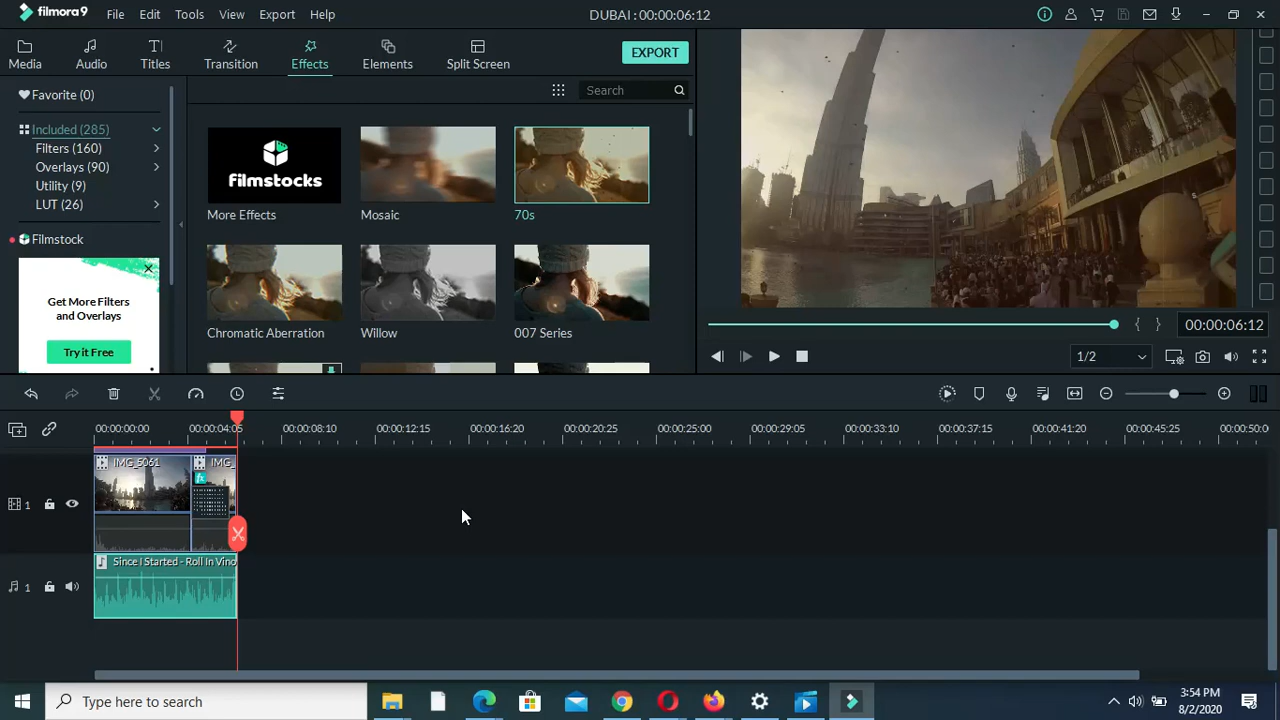 filmora9 File Edit Tools View Export Help DUBAI : 00:00:06:12
Media Audio Titles Transition Effects Elements Split Screen EXPORT
Favorite (0)
Included (285)
Filters (160)
Overlays (90)
Utility (9)
LUT (26)
Filmstock
Get More Filters
and Overlays
Try it Free
Search
filmstocks
More Effects Mosaic 70s
Chromatic Aberration Willow 007 Series
00:00:06:12
1/2
00:00:00:00 00:00:04:05 00:00:08:10 00:00:12:15 00:00:16:20 00:00:20:25 00:00:25:00 00:00:29:05 00:00:33:10 00:00:37:15 00:00:41:20 00:00:45:25 00:00:50:0
IMG_5061 IMG_
fx
1
Since I Started - Roll In Vino
1
Type here to search
3:54 PM
8/2/2020